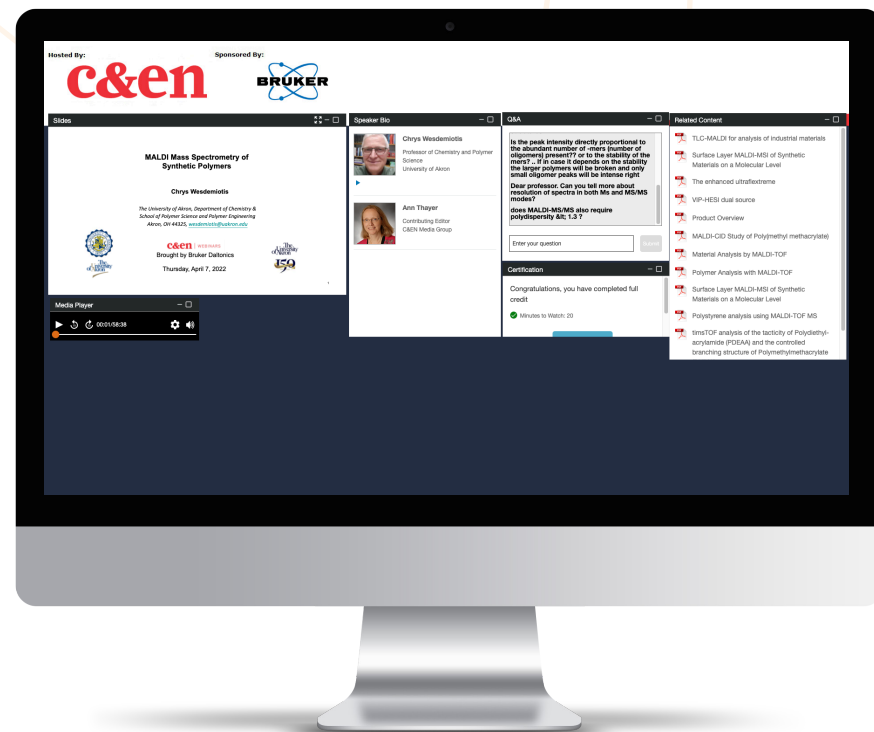 Hosted By:
Sponsored By:
c&en
BRUKER
Slides
MALDI Mass Spectrometry of
Synthetic Polymers
Chrys Wesdemiotis
The University of Akron, Department of Chemistry &
School of Polymer Science and Polymer Engineering
Akron, OH 44325, wesdemiotis@uakron.edu
c&en | WEBINARS
Brought by Bruker Daltonics
Thursday, April 7, 2022
The
University
of Akron
The
University
of Akron
150
1
Media Player
00:01/58:38
Speaker Bio
Chrys Wesdemiotis
Professor of Chemistry and Polymer
Science
University of Akron
Ann Thayer
Contributing Editor
C&EN Media Group
Q&A
Is the peak intensity directly proportional to
the abundant number of -mers (number of
oligomers) present?? or to the stability of the
mers? .. If in case it depends on the stability
the larger polymers will be broken and only
small oligomer peaks will be intense right
Dear professor. Can you tell more about
resolution of spectra in both Ms and MS/MS
modes?
does MALDI-MS/MS also require
polydispersity &lt; 1.3 ?
Enter your question
Submit
Certification
Congratulations, you have completed full
credit
Minutes to Watch: 20
Related Content
TLC-MALDI for analysis of industrial materials
Surface Layer MALDI-MSI of Synthetic
Materials on a Molecular Level
The enhanced ultraflextreme
VIP-HESI dual source
Product Overview
MALDI-CID Study of Poly(methyl methacrylate)
Material Analysis by MALDI-TOF
Polymer Analysis with MALDI-TOF
Surface Layer MALDI-MSI of Synthetic
Materials on a Molecular Level
Polystyrene analysis using MALDI-TOF MS
timsTOF analysis of the tacticity of Polydiethyl-
acrylamide (PDEAA) and the controlled
branching structure of Polymethylmethacrylate